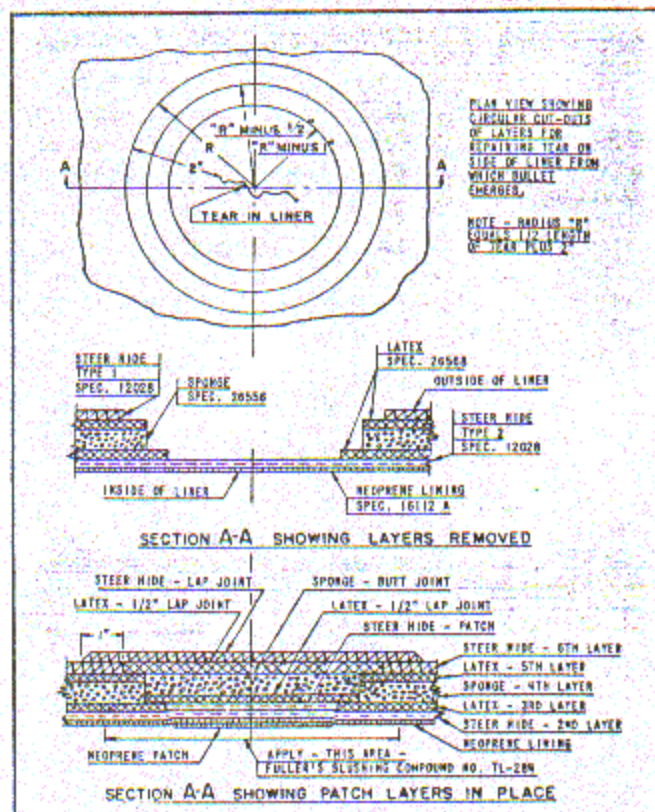 PLAN VIEW SHOWING
CIRCULAR CUT-OUTS
OF LAYERS FOR
REPAIRING TEAR ON
SIDE OF LINER FROM
WHICH BULLET
EMERGES.
NOTE - RADIUS "R"
EQUALS 1/2 LENGTH
OF TEAR PLUS 2"
"R" MINUS 1/2"
R
"R" MINUS 1"
2"
A
A
TEAR IN LINER
STEER HIDE
TYPE 1
SPEC. 12028
SPONGE
SPEC. 26556
LATEX
SPEC. 26568
OUTSIDE OF LINER
STEER HIDE
TYPE 2
SPEC. 12028
INSIDE OF LINER
NEOPRENE LINING
SPEC. 16112 A
SECTION A-A SHOWING LAYERS REMOVED
STEER HIDE - LAP JOINT
SPONGE - BUTT JOINT
LATEX - 1/2" LAP JOINT
LATEX - 1/2" LAP JOINT
STEER HIDE - PATCH
1"
STEER HIDE - 6TH LAYER
LATEX - 5TH LAYER
SPONGE - 4TH LAYER
LATEX - 3RD LAYER
STEER HIDE - 2ND LAYER
NEOPRENE LINING
NEOPRENE PATCH
APPLY - THIS AREA -
FULLER'S SLUSHING COMPOUND NO. TL-284
SECTION A-A SHOWING PATCH LAYERS IN PLACE